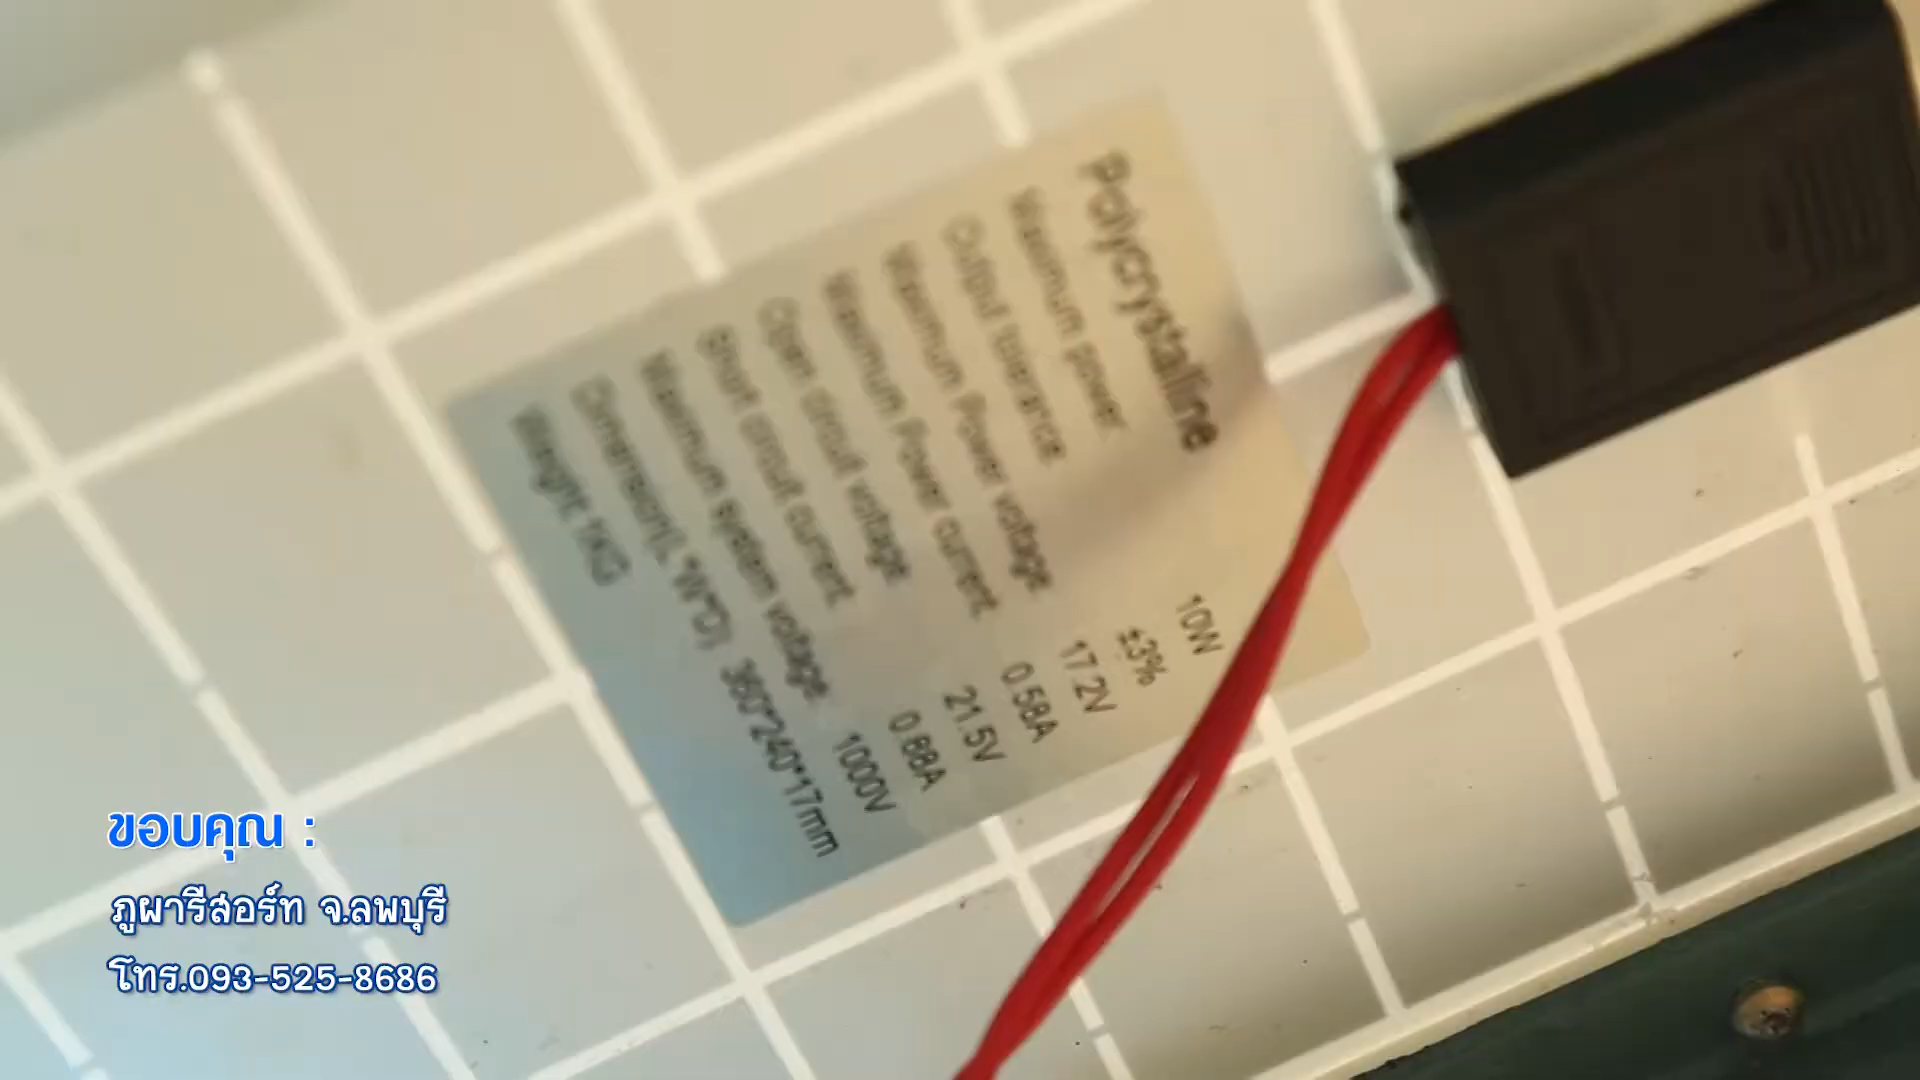 Polycrystalline
Maximum power 10W
Output tolerance ±3%
Maximum Power voltage 17.2V
Maximum Power current 0.58A
Open circuit voltage 21.5V
Short circuit current 0.68A
Maximum system voltage 1000V
Dimension(L*W*D) 360*240*17mm
Weight 1KG
ขอบคุณ :
ภูผารีสอร์ท จ.ลพบุรี
โทร.093-525-8686